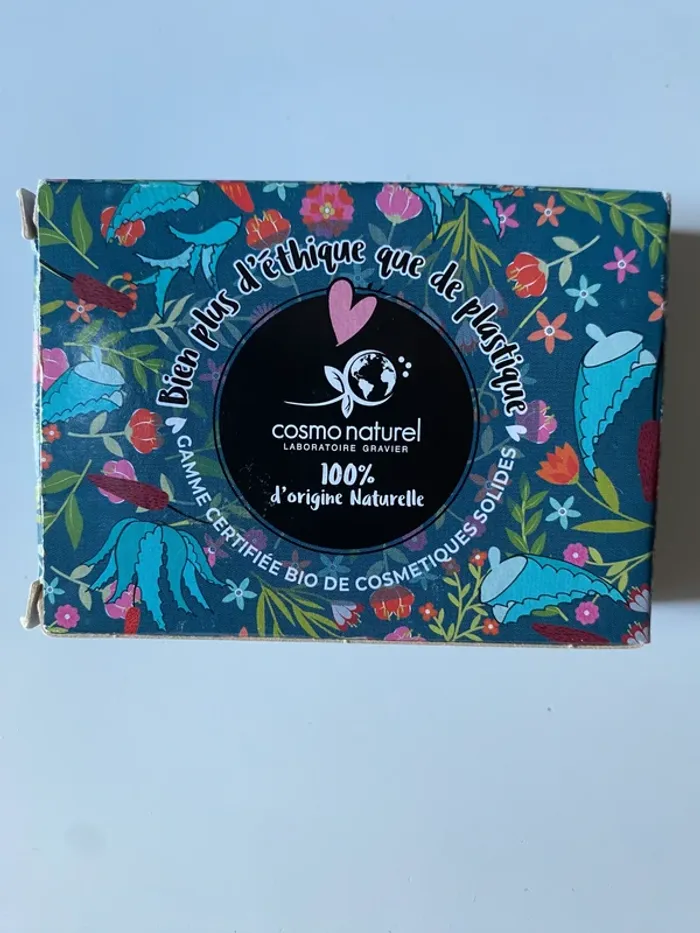 Bien plus d'éthique que de plastique
cosmo naturel
LABORATOIRE GRAVIER
100%
d'origine Naturelle
GAMME CERTIFIÉE BIO DE COSMETIQUES SOLIDES